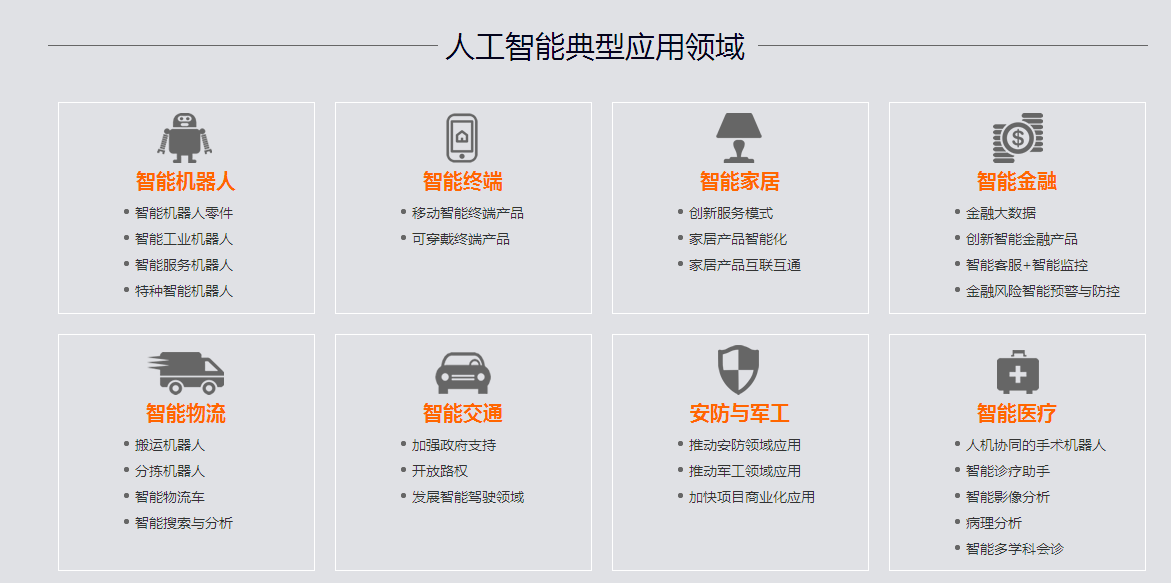 人工智能典型应用领域
智能机器人
智能机器人零件
智能工业机器人
智能服务机器人
特种智能机器人
智能终端
移动智能终端产品
可穿戴终端产品
智能家居
创新服务模式
家居产品智能化
家居产品互联互通
智能金融
金融大数据
创新智能金融产品
智能客服+智能监控
金融风险智能预警与防控
智能物流
搬运机器人
分拣机器人
智能物流车
智能搜索与分析
智能交通
加强政府支持
开放路权
发展智能驾驶领域
安防与军工
推动安防领域应用
推动军工领域应用
加快项目商业化应用
智能医疗
人机协同的手术机器人
智能诊疗助手
智能影像分析
病理分析
智能多学科会诊